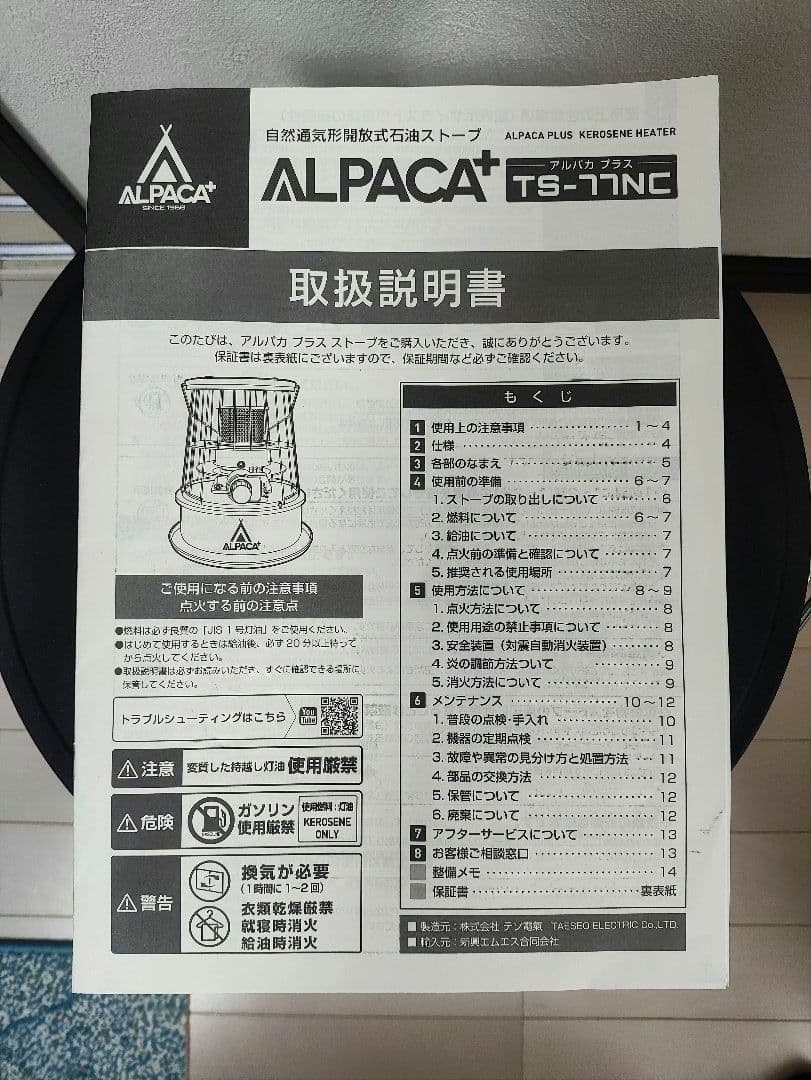 ALPACA+
SINCE 1968
自然通気形開放式石油ストーブ ALPACA PLUS KEROSENE HEATER
ALPACA+
アルパカ プラス
TS-77NC
取扱説明書
このたびは、アルパカ プラス ストーブをご購入いただき、誠にありがとうございます。
保証書は裏表紙にございますので、保証期間など必ずご確認ください。
ALPACA+
ご使用になる前の注意事項
点火する前の注意点
●燃料は必ず良質の「JIS 1号灯油」をご使用ください。
●はじめて使用するときは給油後、必ず20分以上待って
から点火してください。
●取扱説明書は必ずお読みいただき、すぐに確認できる場所に
保管してください。
トラブルシューティングはこちら
YouTube
注意 変質した持越し灯油 使用厳禁
危険
ガソリン
使用厳禁
使用燃料：灯油
KEROSENE
ONLY
警告
換気が必要
（1時間に1～2回）
衣類乾燥厳禁
就寝時消火
給油時消火
もくじ
1 使用上の注意事項 ……………… 1～4
2 仕様 ……………… 4
3 各部のなまえ ……………… 5
4 使用前の準備 ……………… 6～7
1. ストーブの取り出しについて ……… 6
2. 燃料について ……………… 6～7
3. 給油について ……………… 7
4. 点火前の準備と確認について ……… 7
5. 推奨される使用場所 ……………… 7
5 使用方法について ……………… 8～9
1. 点火方法について ……………… 8
2. 使用用途の禁止事項について ……… 8
3. 安全装置（対震自動消火装置） ……… 8
4. 炎の調節方法ついて ……………… 9
5. 消火方法について ……………… 9
6 メンテナンス ……………… 10～12
1. 普段の点検・手入れ ……………… 10
2. 機器の定期点検 ……………… 11
3. 故障や異常の見分け方と処置方法 … 11
4. 部品の交換方法 ……………… 12
5. 保管について ……………… 12
6. 廃棄について ……………… 12
7 アフターサービスについて ……… 13
8 お客様ご相談窓口 ……………… 13
整備メモ ……………… 14
保証書 ……………… 裏表紙
■ 製造元：株式会社 テソ電氣 TAESEO ELECTRIC Co.,LTD.
■ 輸入元：新興エムエス合同会社